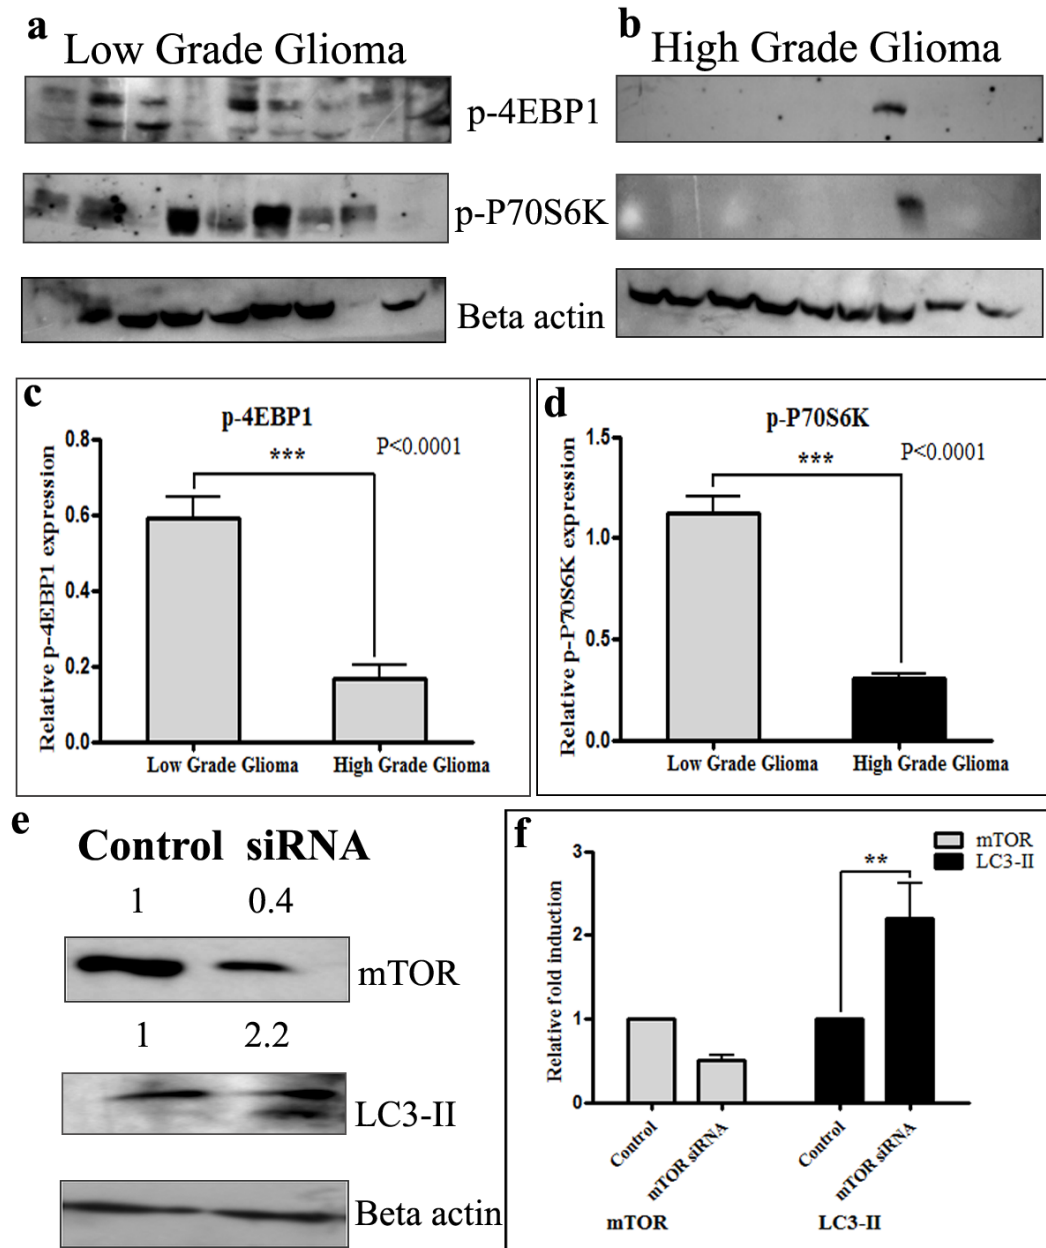 a
Low Grade Glioma
b
High Grade Glioma
p-4EBP1
p-P70S6K
Beta actin
c
p-4EBP1
P<0.0001
***
Relative p-4EBP1 expression
0.8
0.6
0.4
0.2
0.0
Low Grade Glioma
High Grade Glioma
d
p-P70S6K
P<0.0001
***
Relative p-P70S6K expression
1.5
1.0
0.5
0.0
Low Grade Glioma
High Grade Glioma
e
Control siRNA
1 0.4
mTOR
1 2.2
LC3-II
Beta actin
f
mTOR
LC3-II
**
Relative fold induction
3
2
1
0
Control
mTOR siRNA
Control
mTOR siRNA
mTOR
LC3-II